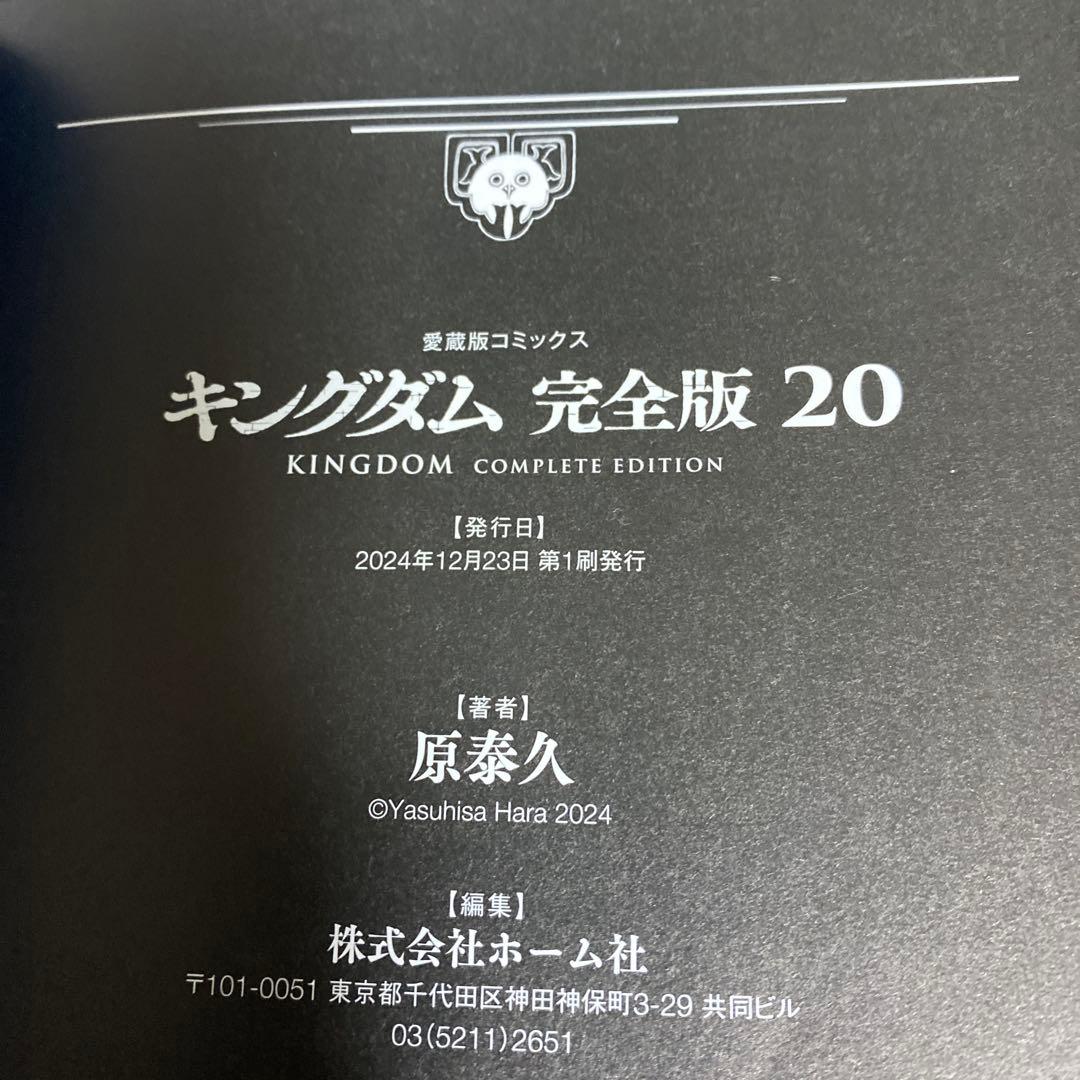 愛蔵版コミックス
キングダム 完全版 20
KINGDOM COMPLETE EDITION
【発行日】
2024年12月23日 第1刷発行
【著者】
原泰久
©Yasuhisa Hara 2024
【編集】
株式会社ホーム社
〒101-0051 東京都千代田区神田神保町3-29 共同ビル
03(5211)2651